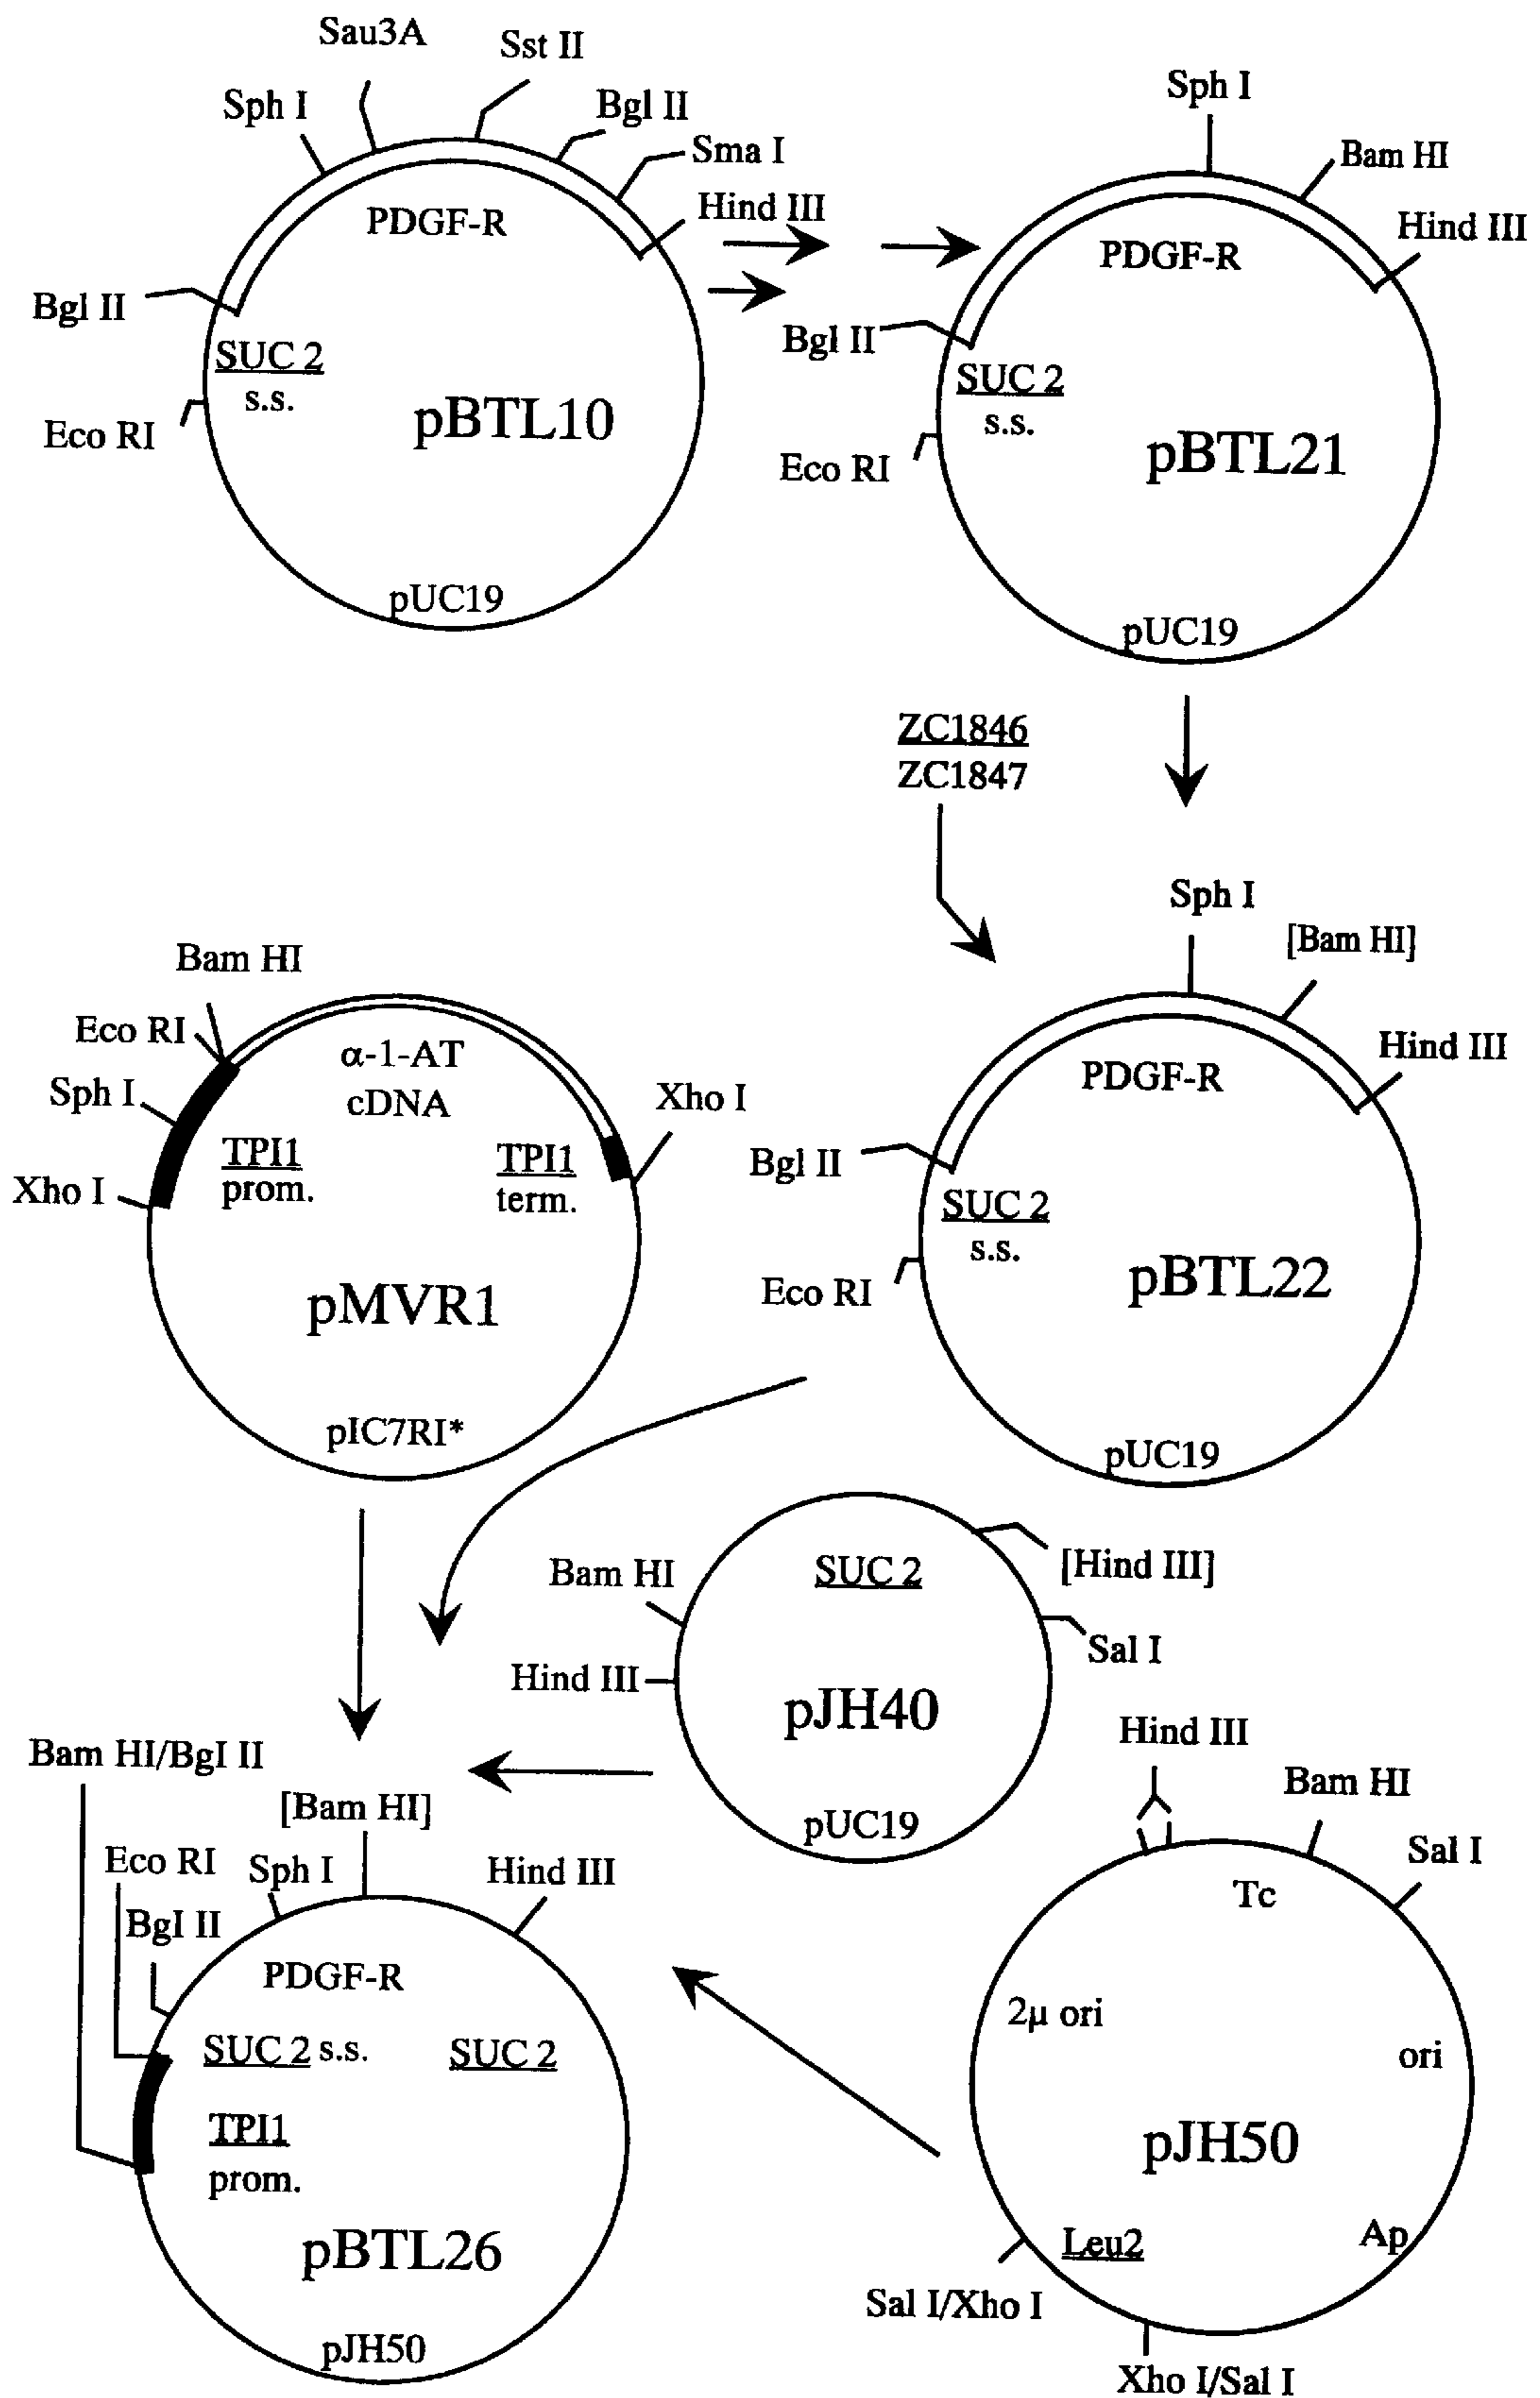 Sau3A
Sst II
Sph I
Bgl II
Sma I
Hind III
PDGF-R
Bgl II
SUC 2
s.s.
Eco RI
pBTL10
pUC19
Sph I
Bam HI
Hind III
PDGF-R
Bgl II
SUC 2
s.s.
Eco RI
pBTL21
pUC19
ZC1846
ZC1847
Sph I
[Bam HI]
Hind III
PDGF-R
Bgl II
SUC 2
s.s.
Eco RI
pBTL22
pUC19
Bam HI
Eco RI
α-1-AT
cDNA
Sph I
Xho I
TPI1
prom.
TPI1
term.
Xho I
pMVR1
pIC7RI*
SUC 2
[Hind III]
Bam HI
Sal I
Hind III
pJH40
pUC19
Hind III
Bam HI
Sal I
Tc
2μ ori
ori
pJH50
Leu2
Ap
Sal I/Xho I
Xho I/Sal I
Bam HI/BgI II
[Bam HI]
Eco RI
Sph I
Hind III
BgI II
PDGF-R
SUC 2 s.s.
SUC 2
TPI1
prom.
pBTL26
pJH50